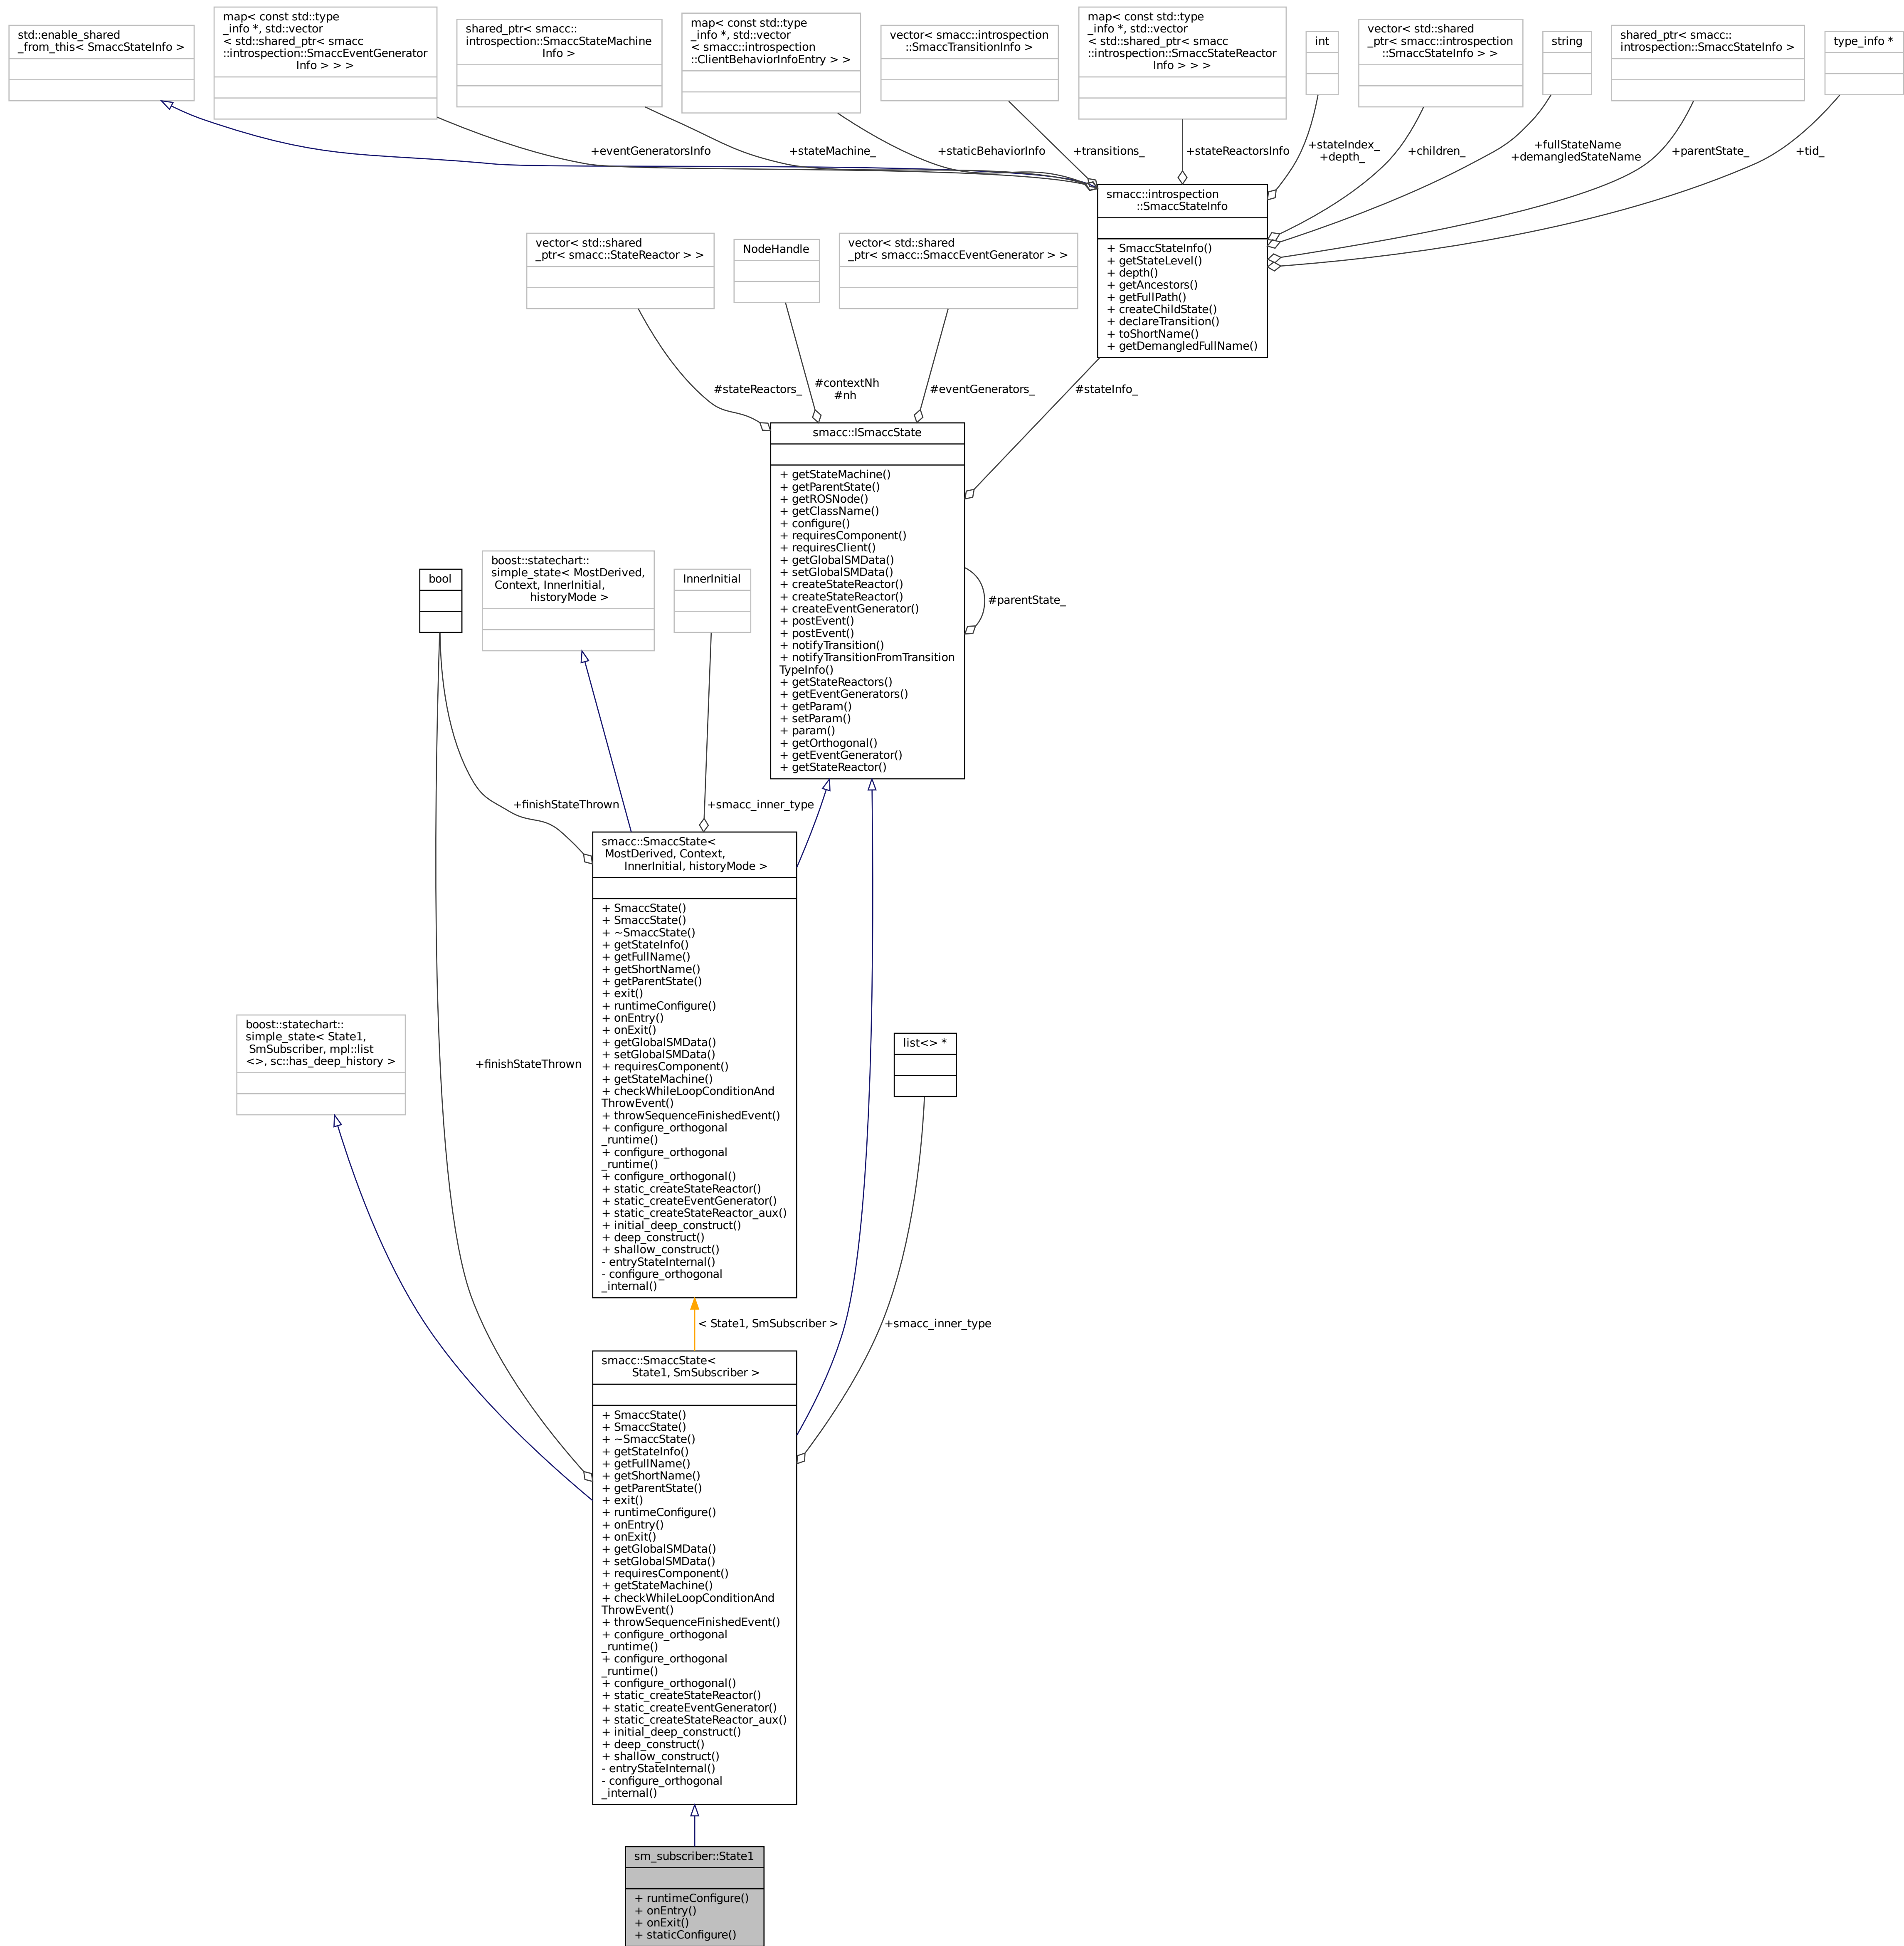 std::enable_shared
_from_this< SmaccStateInfo >
map< const std::type
_info *, std::vector
< std::shared_ptr< smacc
::introspection::SmaccEventGenerator
Info > > >
shared_ptr< smacc::
introspection::SmaccStateMachine
Info >
map< const std::type
_info *, std::vector
< smacc::introspection
::ClientBehaviorInfoEntry > >
vector< smacc::introspection
::SmaccTransitionInfo >
map< const std::type
_info *, std::vector
< std::shared_ptr< smacc
::introspection::SmaccStateReactor
Info > > >
int
vector< std::shared
_ptr< smacc::introspection
::SmaccStateInfo > >
string
shared_ptr< smacc::
introspection::SmaccStateInfo >
type_info *
+eventGeneratorsInfo
+stateMachine_
+staticBehaviorInfo
+transitions_
+stateReactorsInfo
+stateIndex_
+depth_
+children_
+fullStateName
+demangledStateName
+parentState_
+tid_
smacc::introspection
::SmaccStateInfo
+ SmaccStateInfo()
+ getStateLevel()
+ depth()
+ getAncestors()
+ getFullPath()
+ createChildState()
+ declareTransition()
+ toShortName()
+ getDemangledFullName()
vector< std::shared
_ptr< smacc::StateReactor > >
NodeHandle
vector< std::shared
_ptr< smacc::SmaccEventGenerator > >
#stateReactors_
#contextNh
#nh
#eventGenerators_
#stateInfo_
smacc::ISmaccState
+ getStateMachine()
+ getParentState()
+ getROSNode()
+ getClassName()
+ configure()
+ requiresComponent()
+ requiresClient()
+ getGlobalSMData()
+ setGlobalSMData()
+ createStateReactor()
+ createStateReactor()
+ createEventGenerator()
+ postEvent()
+ postEvent()
+ notifyTransition()
+ notifyTransitionFromTransition
TypeInfo()
+ getStateReactors()
+ getEventGenerators()
+ getParam()
+ setParam()
+ param()
+ getOrthogonal()
+ getEventGenerator()
+ getStateReactor()
#parentState_
bool
boost::statechart::
simple_state< MostDerived,
Context, InnerInitial,
historyMode >
InnerInitial
+finishStateThrown
+smacc_inner_type
smacc::SmaccState<
MostDerived, Context,
InnerInitial, historyMode >
+ SmaccState()
+ SmaccState()
+ ~SmaccState()
+ getStateInfo()
+ getFullName()
+ getShortName()
+ getParentState()
+ exit()
+ runtimeConfigure()
+ onEntry()
+ onExit()
+ getGlobalSMData()
+ setGlobalSMData()
+ requiresComponent()
+ getStateMachine()
+ checkWhileLoopConditionAnd
ThrowEvent()
+ throwSequenceFinishedEvent()
+ configure_orthogonal
_runtime()
+ configure_orthogonal
_runtime()
+ configure_orthogonal()
+ static_createStateReactor()
+ static_createEventGenerator()
+ static_createStateReactor_aux()
+ initial_deep_construct()
+ deep_construct()
+ shallow_construct()
- entryStateInternal()
- configure_orthogonal
_internal()
boost::statechart::
simple_state< State1,
SmSubscriber, mpl::list
<>, sc::has_deep_history >
+finishStateThrown
list<> *
< State1, SmSubscriber >
+smacc_inner_type
smacc::SmaccState<
State1, SmSubscriber >
+ SmaccState()
+ SmaccState()
+ ~SmaccState()
+ getStateInfo()
+ getFullName()
+ getShortName()
+ getParentState()
+ exit()
+ runtimeConfigure()
+ onEntry()
+ onExit()
+ getGlobalSMData()
+ setGlobalSMData()
+ requiresComponent()
+ getStateMachine()
+ checkWhileLoopConditionAnd
ThrowEvent()
+ throwSequenceFinishedEvent()
+ configure_orthogonal
_runtime()
+ configure_orthogonal
_runtime()
+ configure_orthogonal()
+ static_createStateReactor()
+ static_createEventGenerator()
+ static_createStateReactor_aux()
+ initial_deep_construct()
+ deep_construct()
+ shallow_construct()
- entryStateInternal()
- configure_orthogonal
_internal()
sm_subscriber::State1
+ runtimeConfigure()
+ onEntry()
+ onExit()
+ staticConfigure()